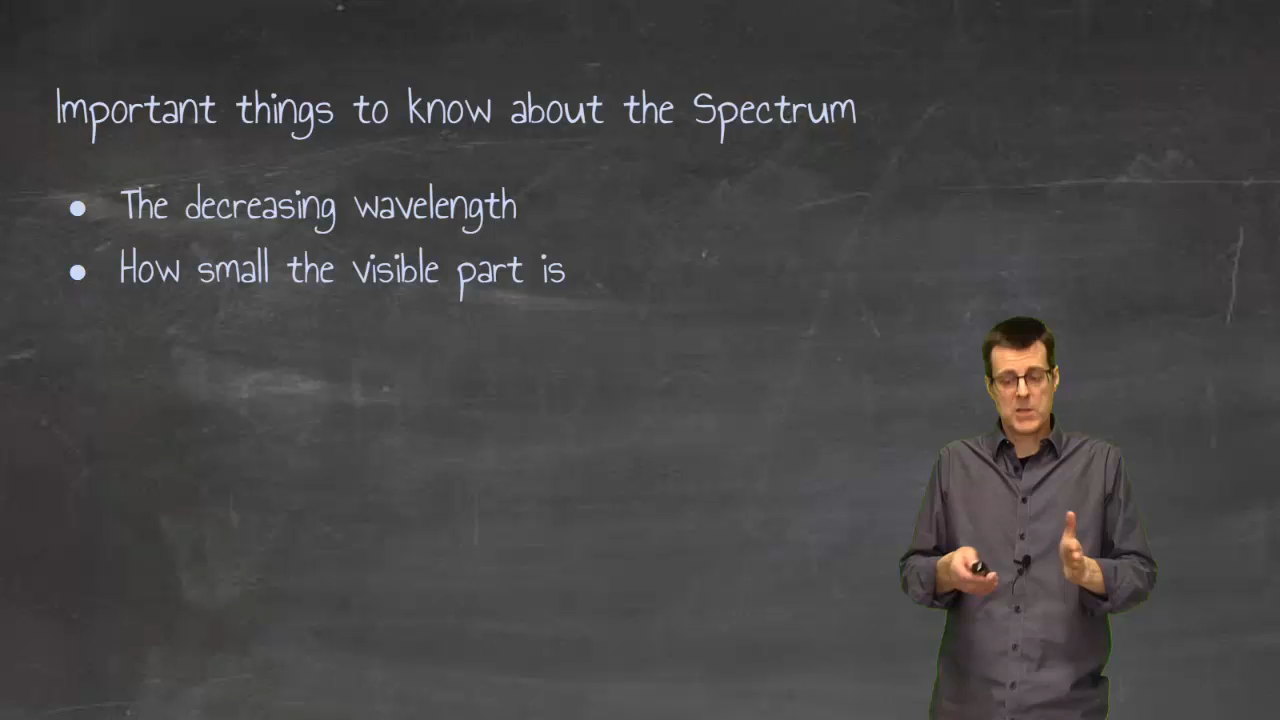 Important things to know about the Spectrum
● The decreasing wavelength
● How small the visible part is